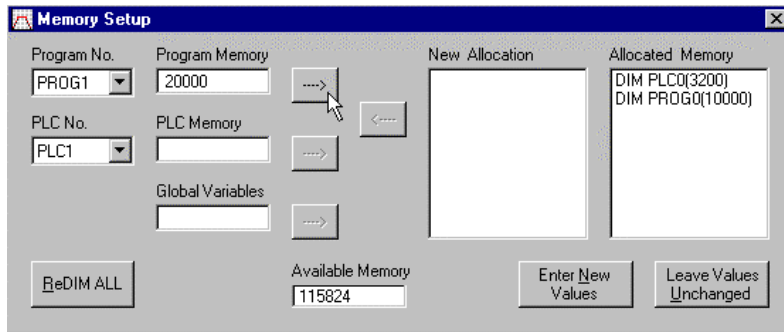 Memory Setup
Program No.
Program Memory
New Allocation
Allocated Memory
PROG1
20000
---->
DIM PLC0(3200)
DIM PROG0(10000)
<----
PLC No.
PLC Memory
PLC1
---->
Global Variables
---->
ReDIM ALL
Available Memory
115824
Enter New
Values
Leave Values
Unchanged